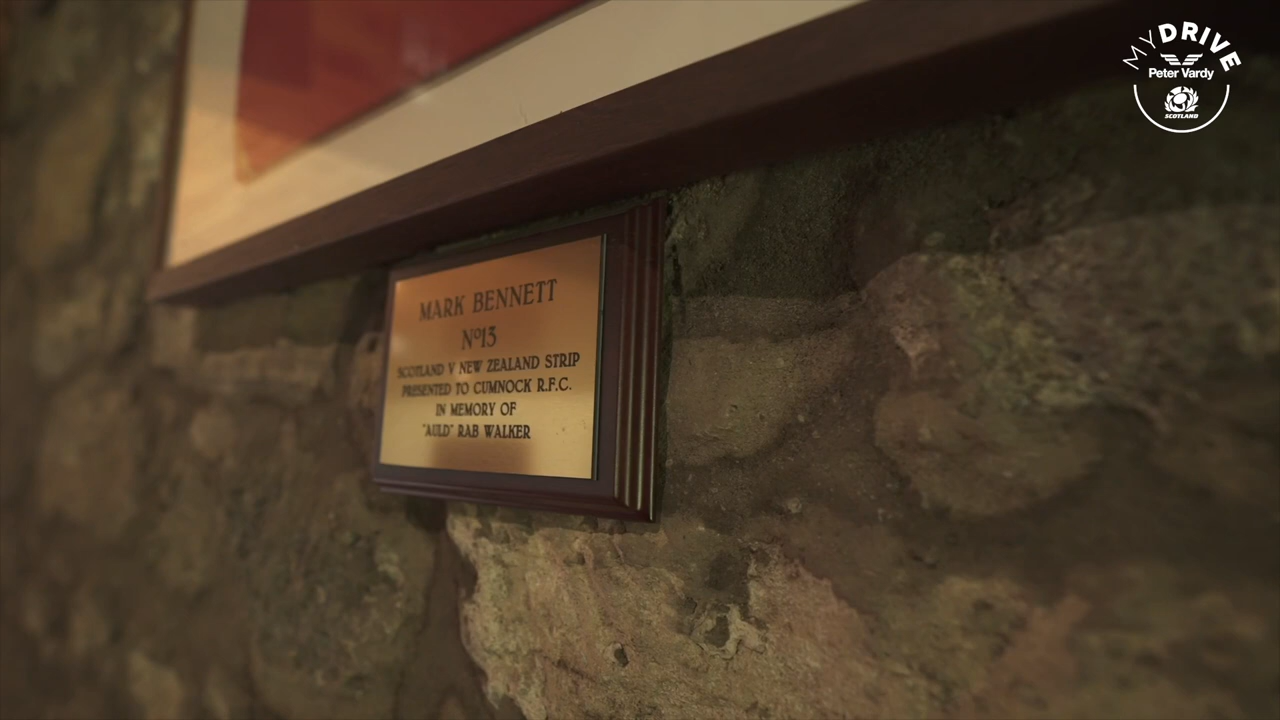 MY DRIVE
Peter Vardy
SCOTLAND
MARK BENNETT
Nº13
SCOTLAND V NEW ZEALAND STRIP
PRESENTED TO CUMNOCK R.F.C.
IN MEMORY OF
"AULD" RAB WALKER